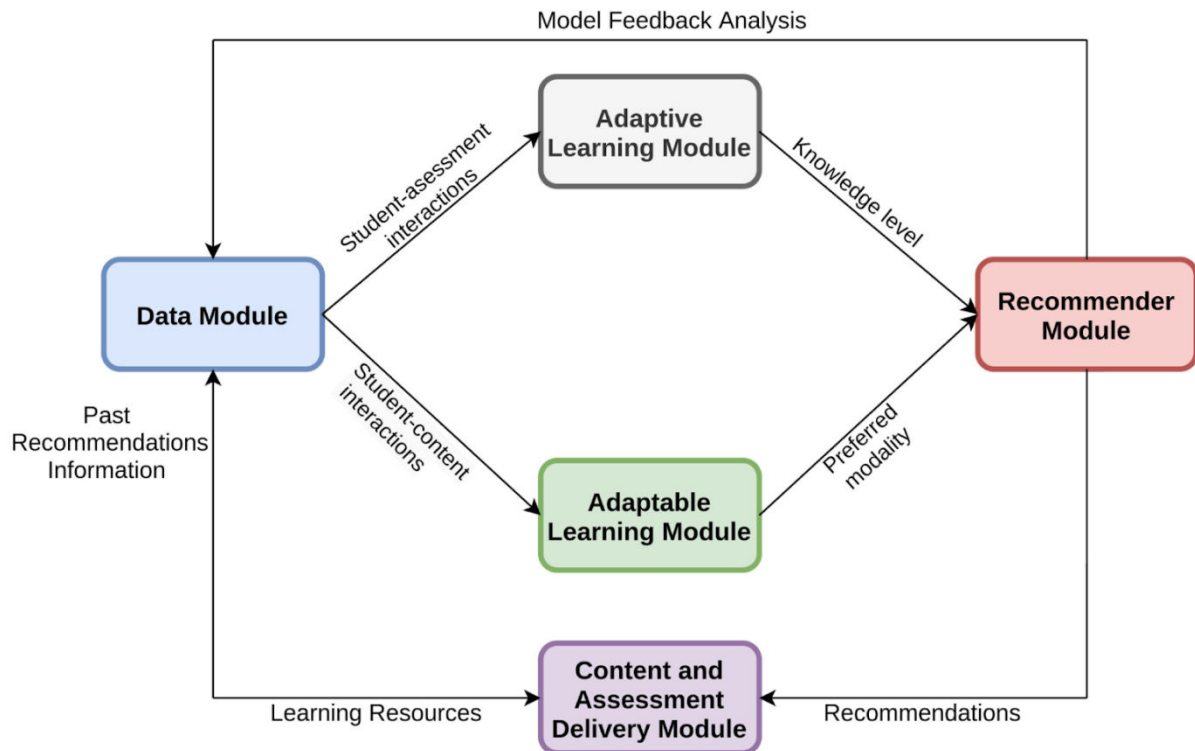 Model Feedback Analysis
Adaptive
Learning Module
Student-asessment
interactions
Knowledge level
Data Module
Recommender
Module
Student-content
interactions
Preferred
modality
Past
Recommendations
Information
Adaptable
Learning Module
Content and
Assessment
Delivery Module
Learning Resources
Recommendations